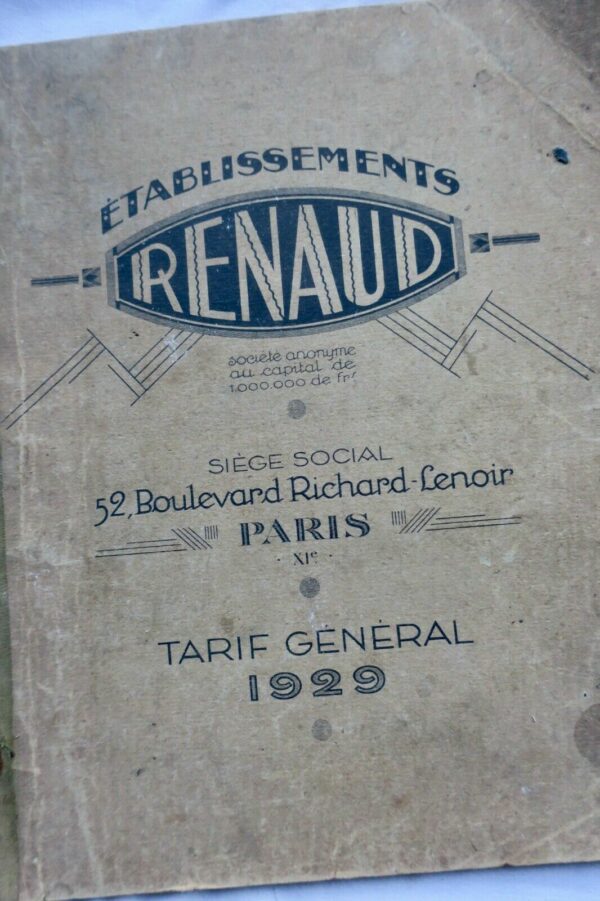 ÉTABLISSEMENTS
RENAUD
société anonyme
au capital de
1.000.000 de frs
SIÈGE SOCIAL
52, Boulevard Richard-Lenoir
PARIS
· XIe ·
TARIF GÉNÉRAL
1929